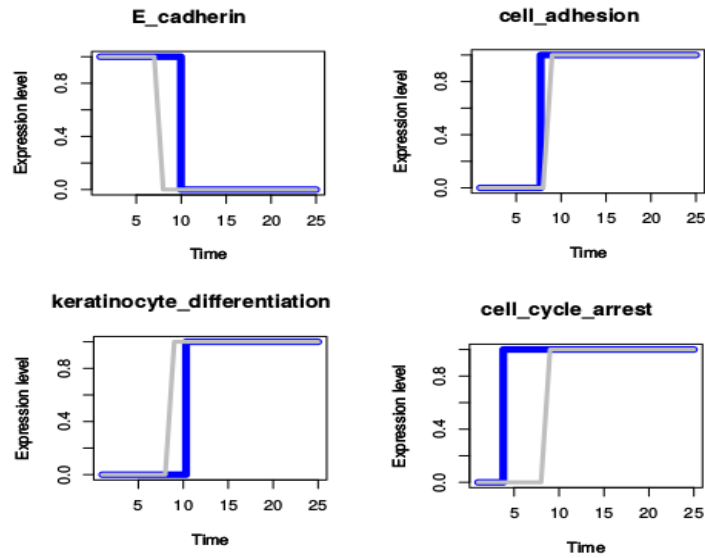 E_cadherin
Expression level
0.0 0.4 0.8
5 10 15 20 25
Time
cell_adhesion
Expression level
0.0 0.4 0.8
5 10 15 20 25
Time
keratinocyte_differentiation
Expression level
0.0 0.4 0.8
5 10 15 20 25
Time
cell_cycle_arrest
Expression level
0.0 0.4 0.8
5 10 15 20 25
Time